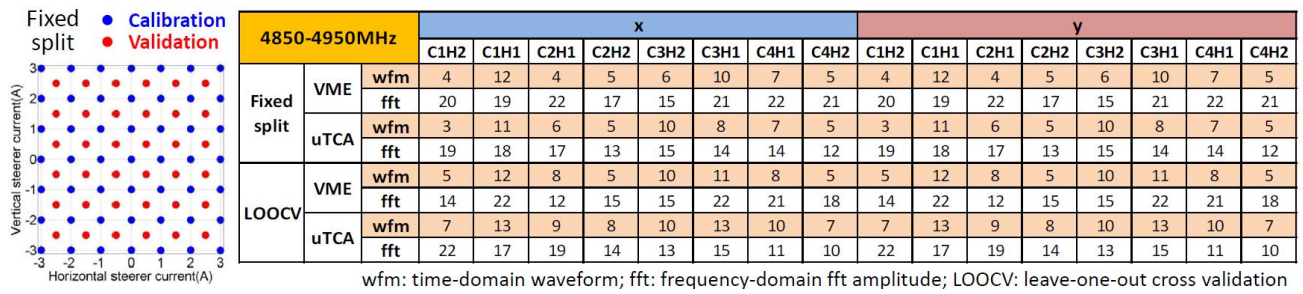 Fixed split
Calibration
Validation
Vertical steerer current(A)
3
2
1
0
-1
-2
-3
-3 -2 -1 0 1 2 3
Horizontal steerer current(A)
4850-4950MHz x y
C1H2 C1H1 C2H1 C2H2 C3H2 C3H1 C4H1 C4H2 C1H2 C1H1 C2H1 C2H2 C3H2 C3H1 C4H1 C4H2
Fixed split VME wfm 4 12 4 5 6 10 7 5 4 12 4 5 6 10 7 5
fft 20 19 22 17 15 21 22 21 20 19 22 17 15 21 22 21
uTCA wfm 3 11 6 5 10 8 7 5 3 11 6 5 10 8 7 5
fft 19 18 17 13 15 14 14 12 19 18 17 13 15 14 14 12
LOOCV VME wfm 5 12 8 5 10 11 8 5 5 12 8 5 10 11 8 5
fft 14 22 12 15 15 22 21 18 14 22 12 15 15 22 21 18
uTCA wfm 7 13 9 8 10 13 10 7 7 13 9 8 10 13 10 7
fft 22 17 19 14 13 15 11 10 22 17 19 14 13 15 11 10
wfm: time-domain waveform; fft: frequency-domain fft amplitude; LOOCV: leave-one-out cross validation